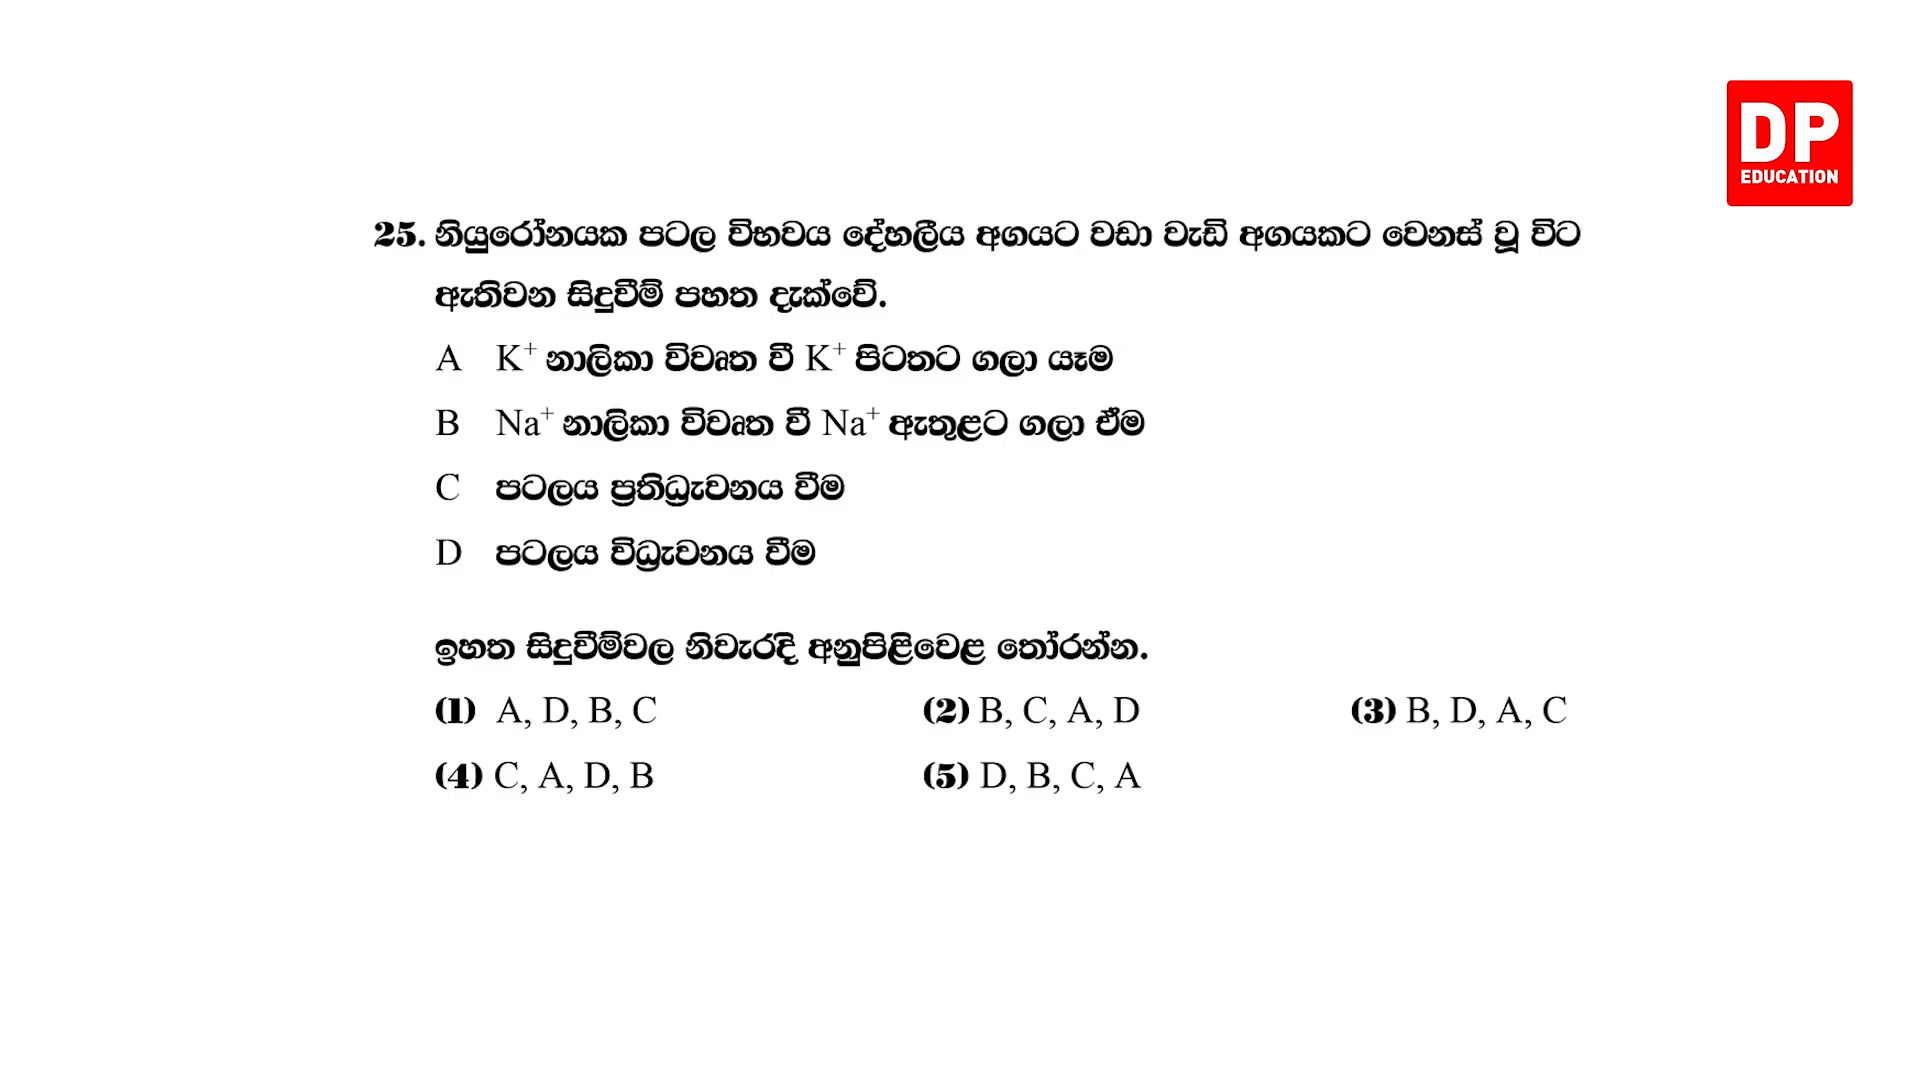 DP
EDUCATION
25. නියුරෝනයක පටල විභවය දේහලීය අගයට වඩා වැඩි අගයකට වෙනස් වූ විට
ඇතිවන සිදුවීම් පහත දැක්වේ.
A K⁺ නාලිකා විවෘත වී K⁺ පිටතට ගලා යෑම
B Na⁺ නාලිකා විවෘත වී Na⁺ ඇතුළට ගලා ඒම
C පටලය ප්‍රතිධ්‍රැවනය වීම
D පටලය විධ්‍රැවනය වීම
ඉහත සිදුවීම්වල නිවැරදි අනුපිළිවෙළ තෝරන්න.
(1) A, D, B, C (2) B, C, A, D (3) B, D, A, C
(4) C, A, D, B (5) D, B, C, A